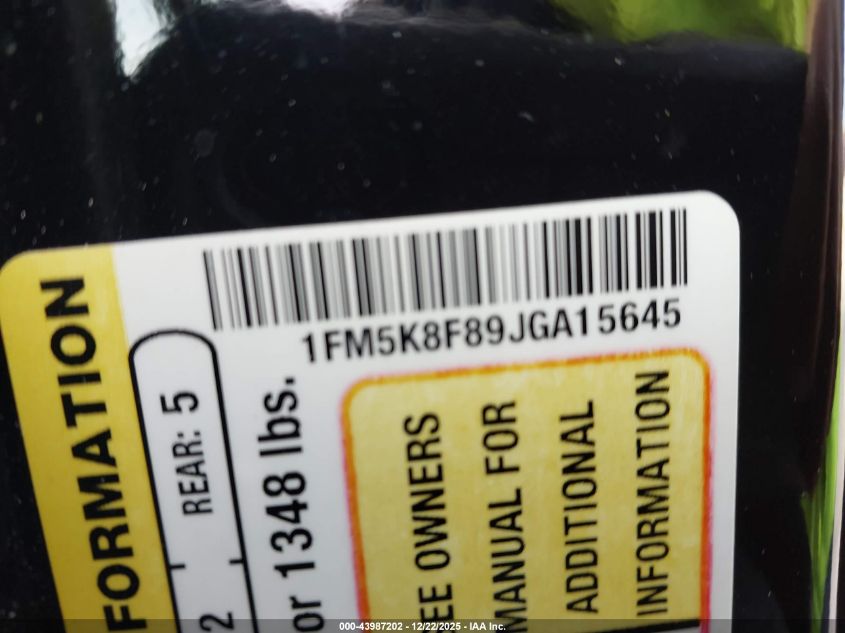 1FM5K8F89JGA15645
FORMATION
2 REAR: 5
or 1348 lbs.
EE OWNERS
MANUAL FOR
ADDITIONAL
INFORMATION
000-43987202 - 12/22/2025 - IAA Inc.